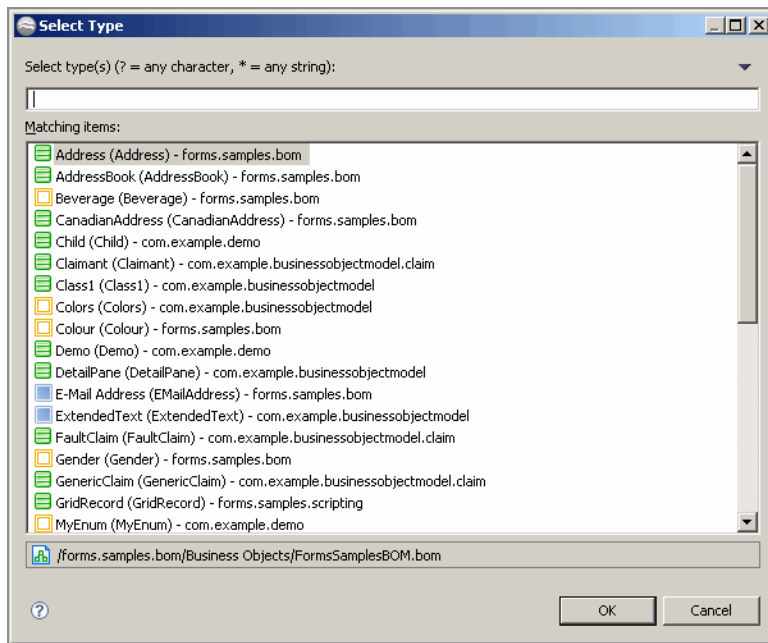 Select Type
Select type(s) (? = any character, * = any string):
Matching items:
Address (Address) - forms.samples.bom
AddressBook (AddressBook) - forms.samples.bom
Beverage (Beverage) - forms.samples.bom
CanadianAddress (CanadianAddress) - forms.samples.bom
Child (Child) - com.example.demo
Claimant (Claimant) - com.example.businessobjectmodel.claim
Class1 (Class1) - com.example.businessobjectmodel
Colors (Colors) - com.example.businessobjectmodel
Colour (Colour) - forms.samples.bom
Demo (Demo) - com.example.demo
DetailPane (DetailPane) - com.example.businessobjectmodel
E-Mail Address (EMailAddress) - forms.samples.bom
ExtendedText (ExtendedText) - com.example.businessobjectmodel
FaultClaim (FaultClaim) - com.example.businessobjectmodel.claim
Gender (Gender) - forms.samples.bom
GenericClaim (GenericClaim) - com.example.businessobjectmodel.claim
GridRecord (GridRecord) - forms.samples.scripting
MyEnum (MyEnum) - com.example.demo
/forms.samples.bom/Business Objects/FormsSamplesBOM.bom
? OK Cancel